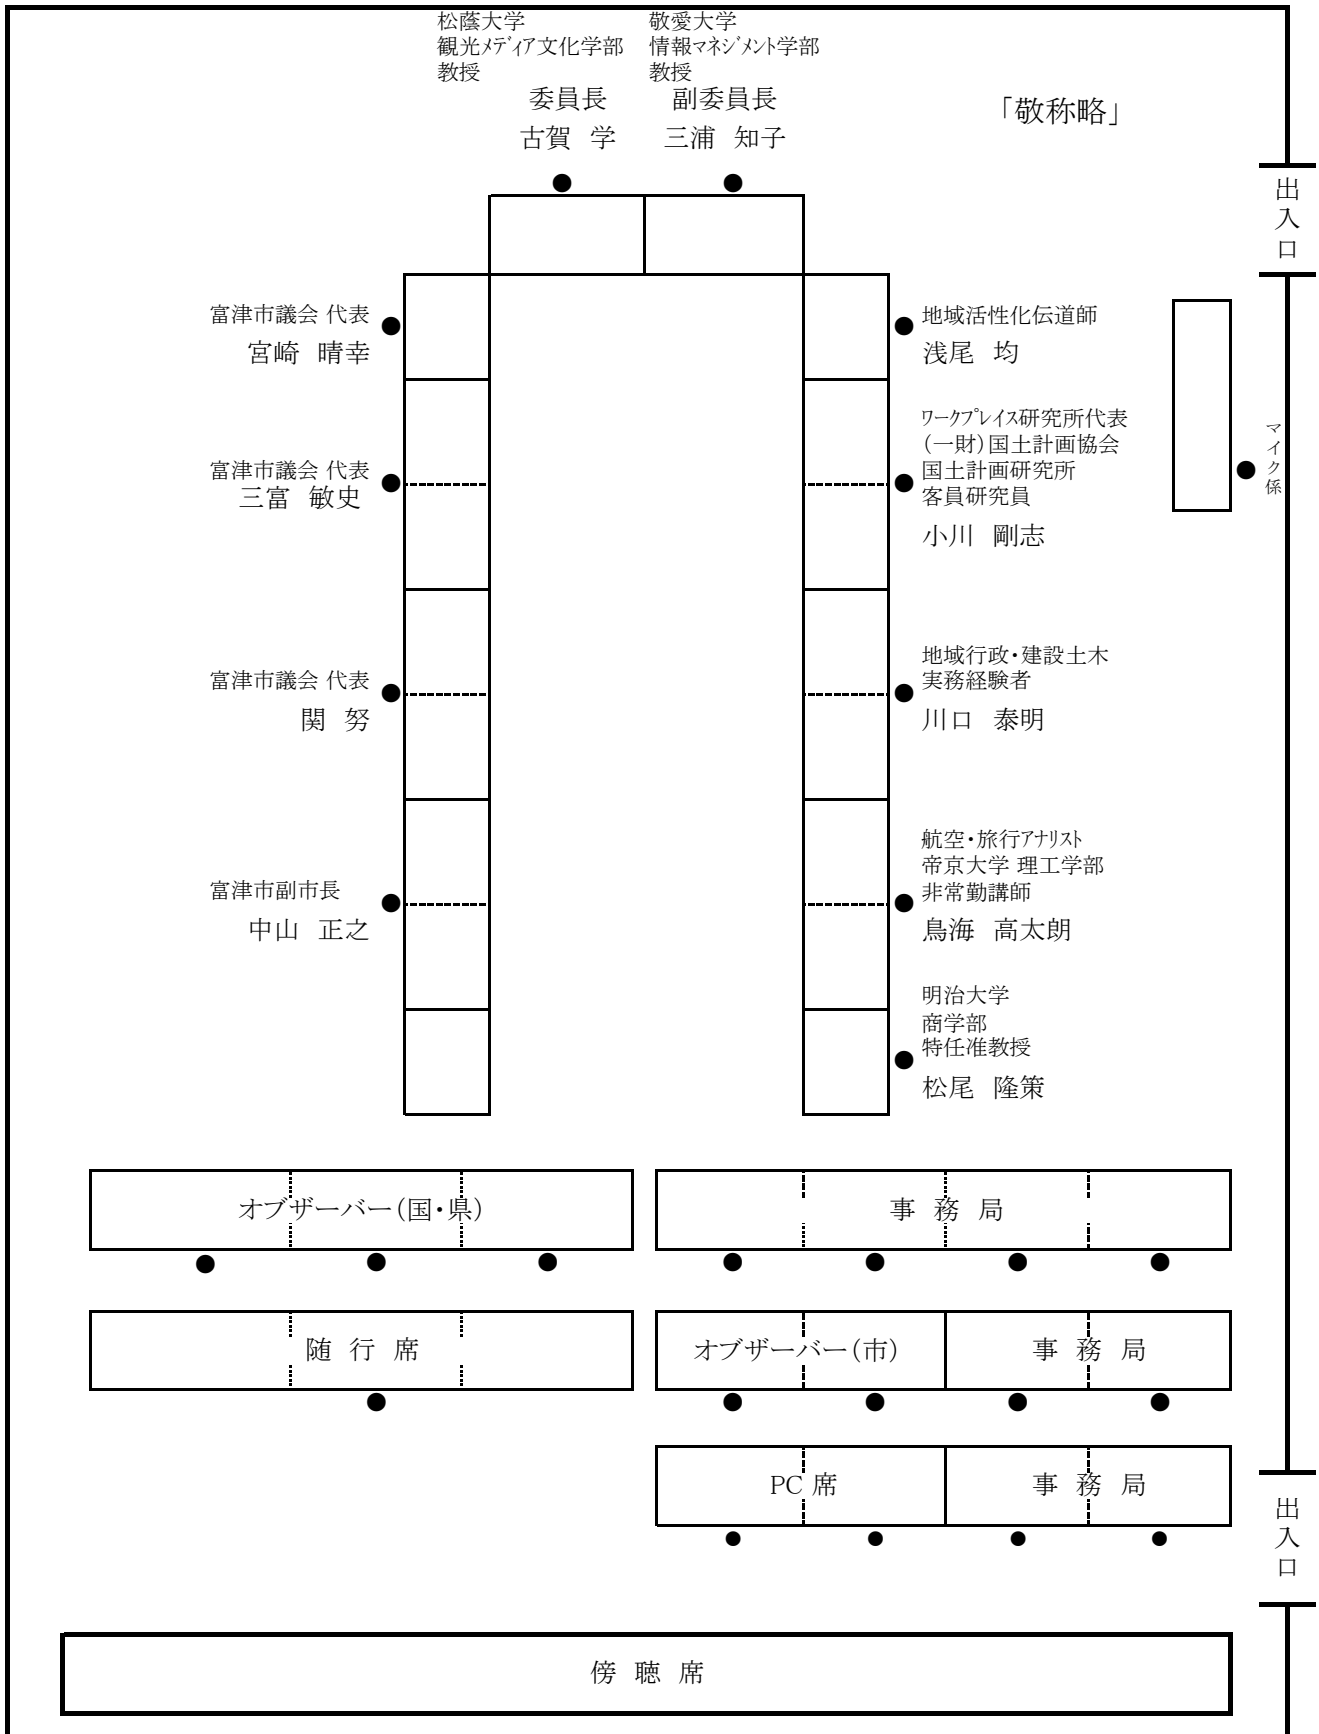 松蔭大学
観光ﾒﾃﾞｨｱ文化学部
教授
委員長
古賀 学
敬愛大学
情報ﾏﾈｼﾞﾒﾝﾄ学部
教授
副委員長
三浦 知子
「敬称略」
出入口
富津市議会 代表
宮崎 晴幸
富津市議会 代表
三富 敏史
富津市議会 代表
関 努
富津市副市長
中山 正之
地域活性化伝道師
浅尾 均
ﾜｰｸﾌﾟﾚｲｽ研究所代表
（一財）国土計画協会
国土計画研究所
客員研究員
小川 剛志
地域行政・建設土木
実務経験者
川口 泰明
航空・旅行ｱﾅﾘｽﾄ
帝京大学 理工学部
非常勤講師
鳥海 高太朗
明治大学
商学部
特任准教授
松尾 隆策
マイク係
オブザーバー（国・県）
事 務 局
随 行 席
オブザーバー（市）
事 務 局
PC 席
事 務 局
出入口
傍 聴 席